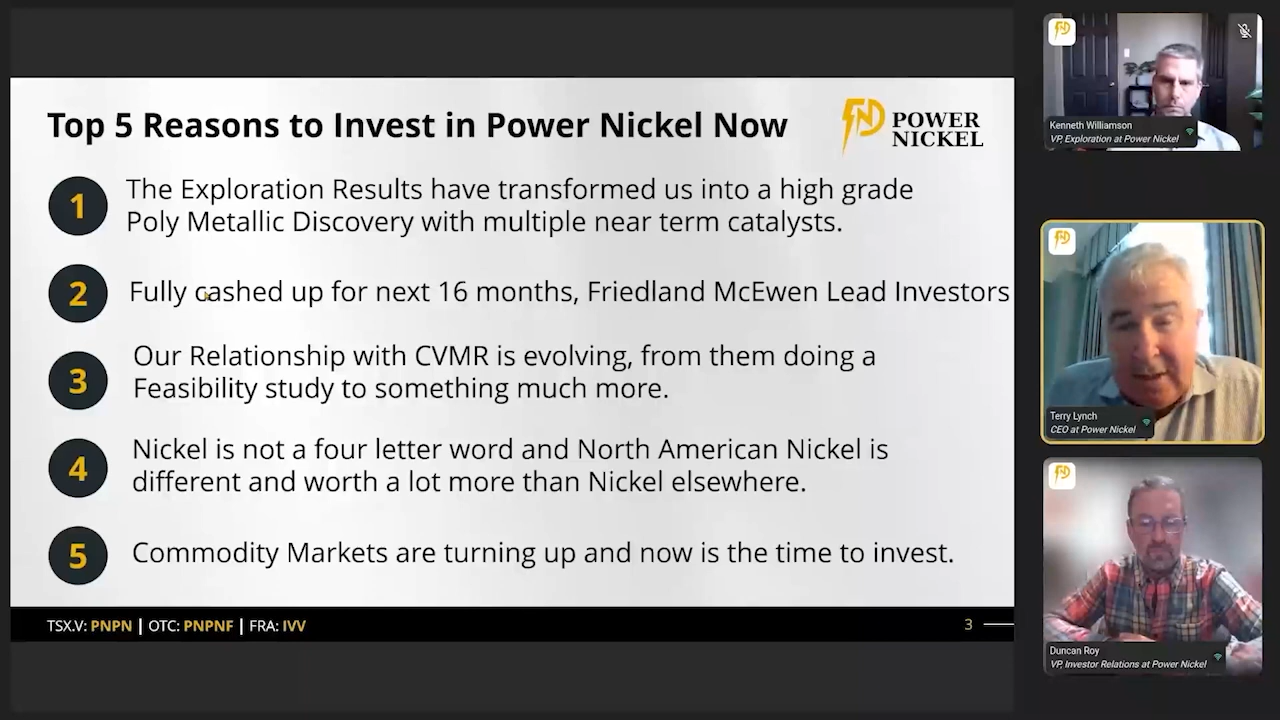 Top 5 Reasons to Invest in Power Nickel Now
POWER
NICKEL
1
The Exploration Results have transformed us into a high grade
Poly Metallic Discovery with multiple near term catalysts.
2
Fully cashed up for next 16 months, Friedland McEwen Lead Investors
3
Our Relationship with CVMR is evolving, from them doing a
Feasibility study to something much more.
4
Nickel is not a four letter word and North American Nickel is
different and worth a lot more than Nickel elsewhere.
5
Commodity Markets are turning up and now is the time to invest.
TSX.V: PNPN | OTC: PNPNF | FRA: IVV
3
Kenneth Williamson
VP, Exploration at Power Nickel
Terry Lynch
CEO at Power Nickel
Duncan Roy
VP, Investor Relations at Power Nickel